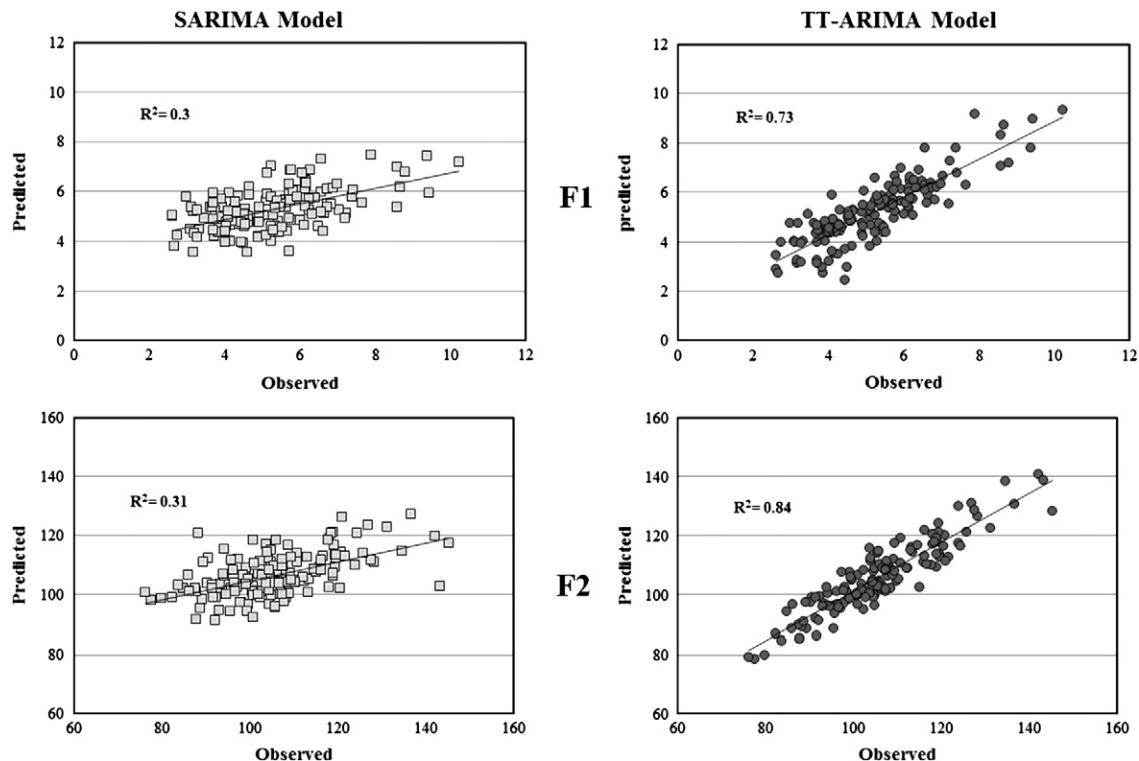 SARIMA Model
12
10
8
6
4
2
0
0 2 4 6 8 10 12
R²= 0.3
Predicted
Observed
F1
TT-ARIMA Model
12
10
8
6
4
2
0
0 2 4 6 8 10 12
R²= 0.73
predicted
Observed
160
140
120
100
80
60
60 80 100 120 140 160
R²= 0.31
Predicted
Observed
F2
160
140
120
100
80
60
60 80 100 120 140 160
R²= 0.84
Predicted
Observed